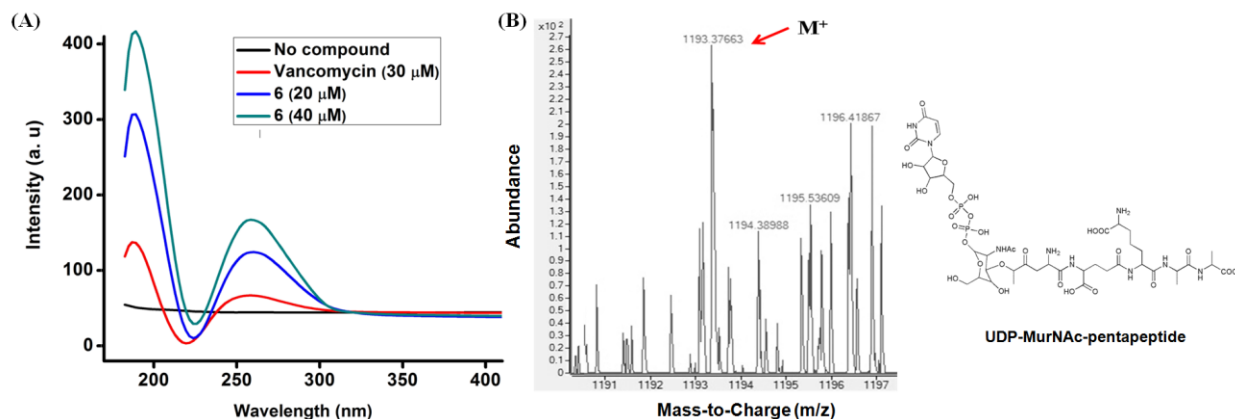 (A)
400
300
200
100
0
Intensity (a. u)
No compound
Vancomycin (30 μM)
6 (20 μM)
6 (40 μM)
200 250 300 350 400
Wavelength (nm)
(B)
×10 2
2.7
2.6
2.5
2.4
2.3
2.2
2.1
2
1.9
1.8
1.7
1.6
1.5
1.4
1.3
1.2
1.1
1
0.9
0.8
0.7
0.6
0.5
0.4
0.3
0.2
0.1
0
Abundance
M+
1193.37663
1196.41867
1195.53609
1194.38988
1191 1192 1193 1194 1195 1196 1197
Mass-to-Charge (m/z)
O
HN
O
N
HO
O
HO
O
O
P
OH
O
O
P
OH
O
NHAc
O
HO
HO
O
O
NH2
H
N
O
HO
O
O
NH2
HOOC
N
H
O
H
N
O
N
H
COOH
UDP-MurNAc-pentapeptide